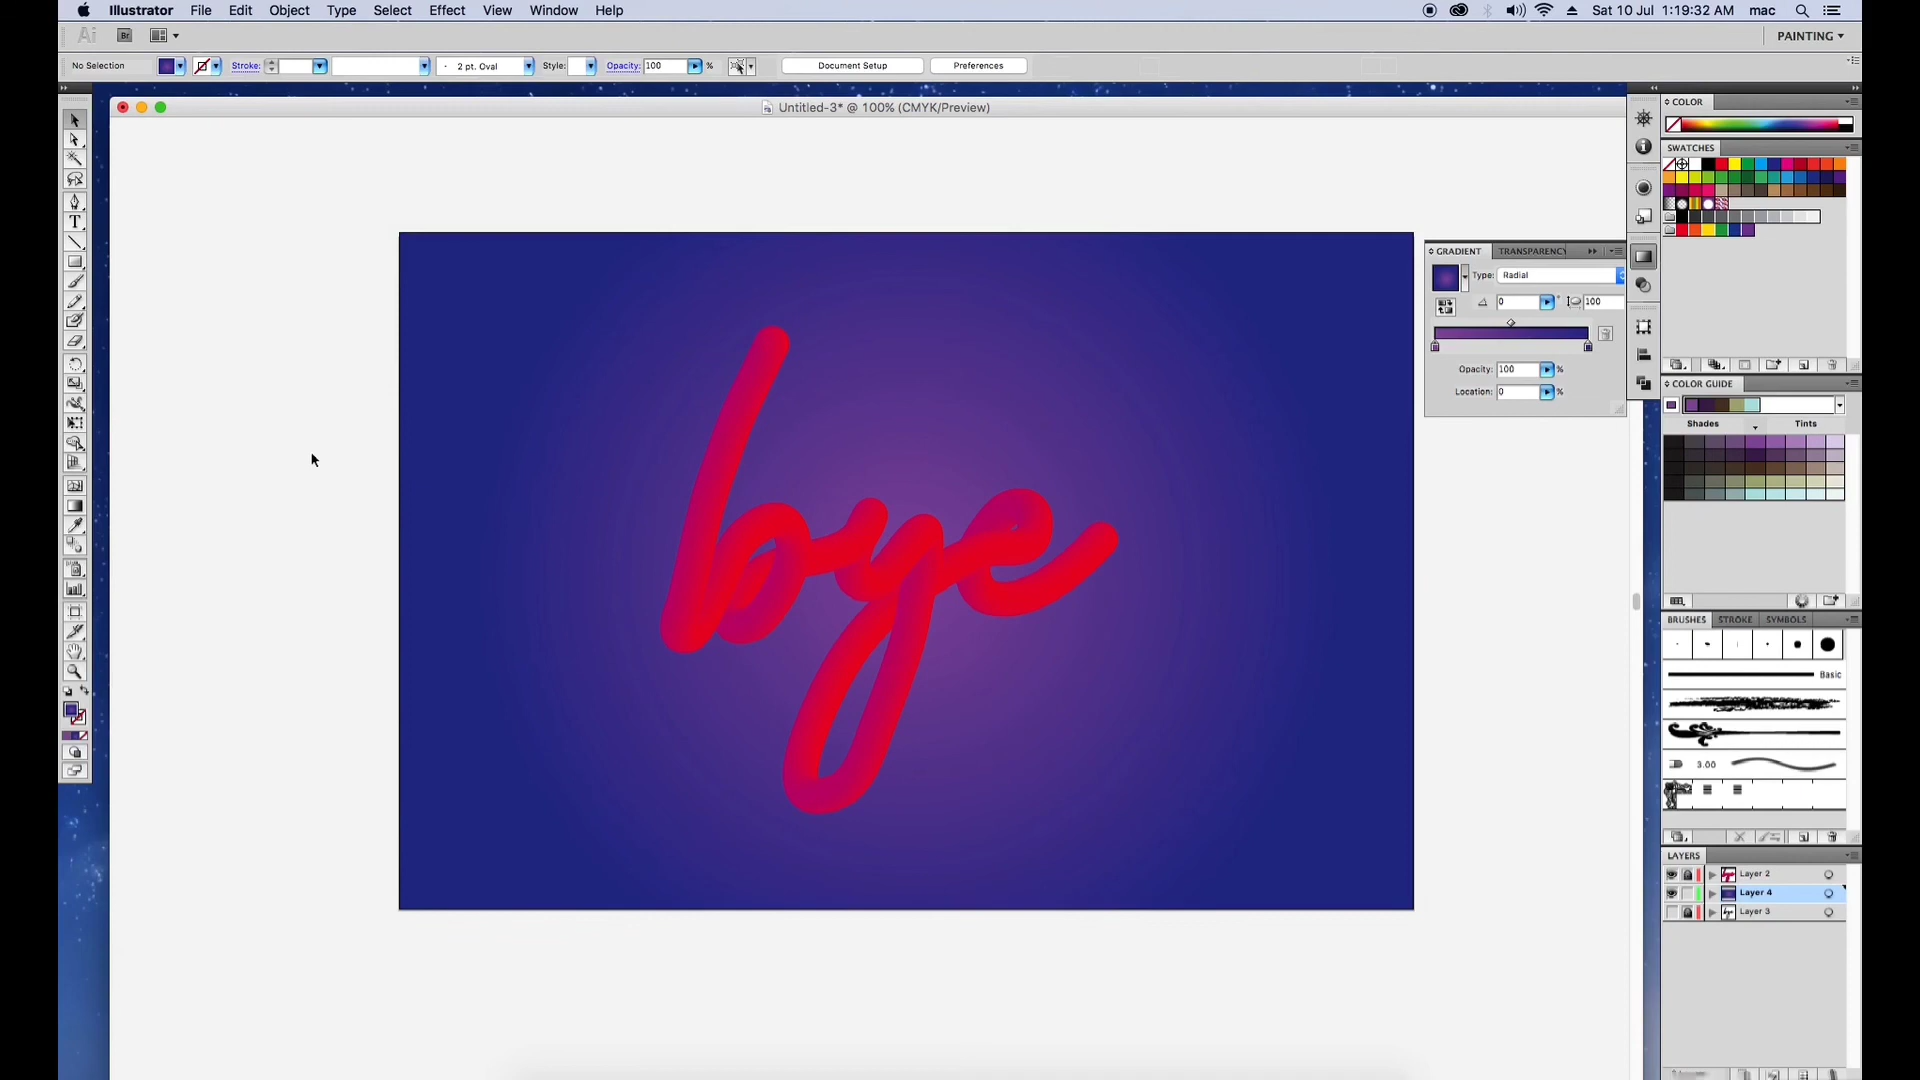 Illustrator File Edit Object Type Select Effect View Window Help Sat 10 Jul 1:19:32 AM mac
Ai Br PAINTING
No Selection Stroke: 2 pt. Oval Style: Opacity: 100 % Document Setup Preferences
Untitled-3* @ 100% (CMYK/Preview)
COLOR
SWATCHES
GRADIENT TRANSPARENCY
Type: Radial
0 ° 100
Opacity: 100 %
Location: 0 %
COLOR GUIDE
Shades Tints
bye
BRUSHES STROKE SYMBOLS
Basic
3.00
LAYERS
Layer 2
Layer 4
Layer 3